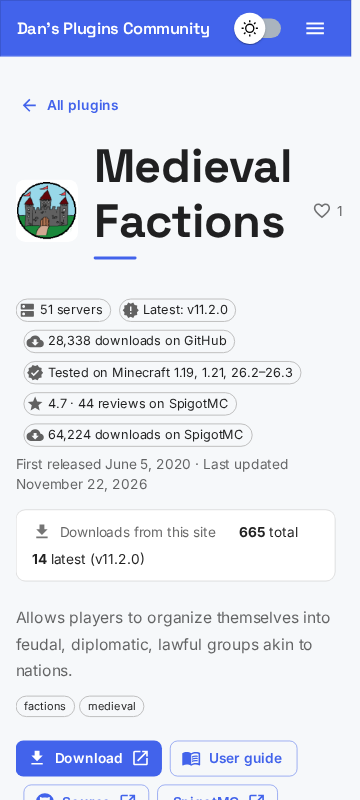 Dan's Plugins Community
All plugins
Medieval
Factions
1
51 servers
Latest: v11.2.0
28,338 downloads on GitHub
Tested on Minecraft 1.19, 1.21, 26.2–26.3
4.7 · 44 reviews on SpigotMC
64,224 downloads on SpigotMC
First released June 5, 2020 · Last updated
November 22, 2026
Downloads from this site 665 total
14 latest (v11.2.0)
Allows players to organize themselves into
feudal, diplomatic, lawful groups akin to
nations.
factions medieval
Download User guide
Source SpigotMC